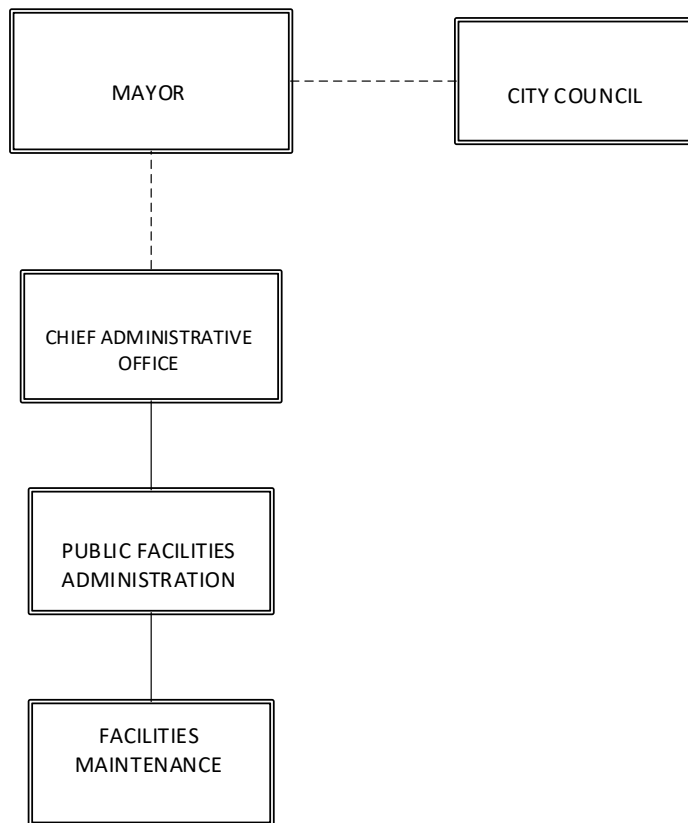 MAYOR
CITY COUNCIL
CHIEF ADMINISTRATIVE
OFFICE
PUBLIC FACILITIES
ADMINISTRATION
FACILITIES
MAINTENANCE